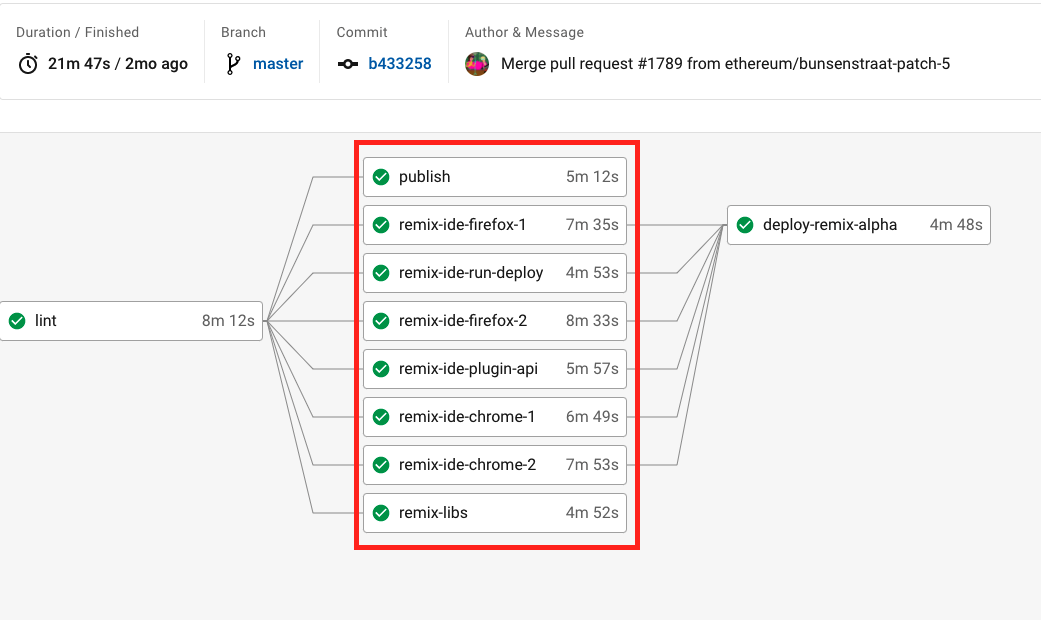 Duration / Finished
21m 47s / 2mo ago
Branch
master
Commit
b433258
Author & Message
Merge pull request #1789 from ethereum/bunsenstraat-patch-5
lint 8m 12s
publish 5m 12s
remix-ide-firefox-1 7m 35s
remix-ide-run-deploy 4m 53s
remix-ide-firefox-2 8m 33s
remix-ide-plugin-api 5m 57s
remix-ide-chrome-1 6m 49s
remix-ide-chrome-2 7m 53s
remix-libs 4m 52s
deploy-remix-alpha 4m 48s